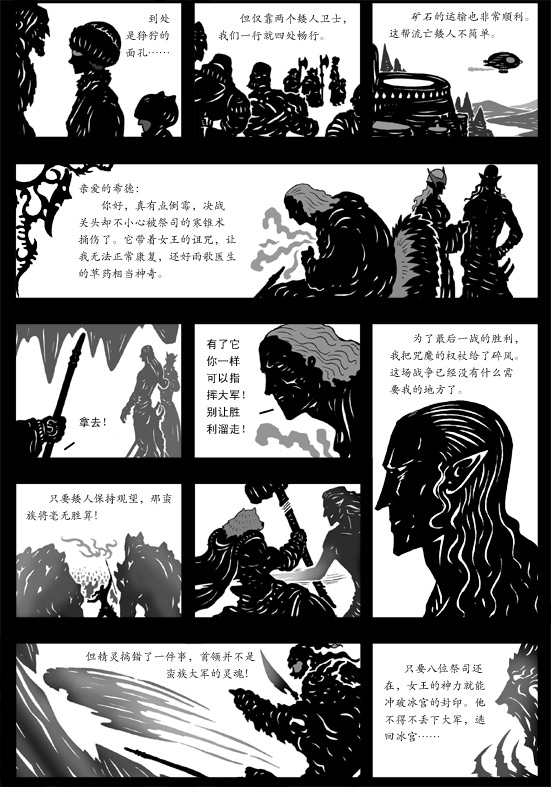 到处
是狰狞的
面孔……
但仅靠两个矮人卫士，
我们一行就四处畅行。
矿石的运输也非常顺利。
这帮流亡矮人不简单。
亲爱的希德：
你好，真有点倒霉，决战
关头却不小心被祭司的寒锥术
捅伤了。它带着女王的诅咒，让
我无法正常康复，还好雨歌医生
的草药相当神奇。
拿去！
有了它
你一样
可以指
挥大军！
别让胜
利溜走！
为了最后一战的胜利，
我把咒魔的权杖给了碎风。
这场战争已经没有什么需
要我的地方了。
只要矮人保持观望，那蛮
族将毫无胜算！
但精灵搞错了一件事，首领并不是
蛮族大军的灵魂！
只要八位祭司还
在，女王的神力就能
冲破冰宫的封印。他
不得不丢下大军，逃
回冰宫……